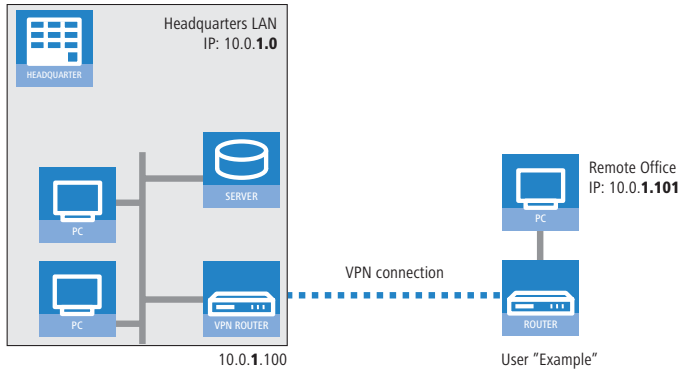 Headquarters LAN
IP: 10.0.1.0
HEADQUARTER
SERVER
PC
Remote Office
IP: 10.0.1.101
PC
VPN connection
PC
VPN ROUTER
ROUTER
10.0.1.100
User "Example"